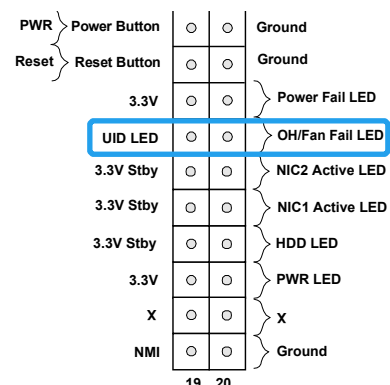 PWR Power Button Ground
Reset Reset Button Ground
3.3V Power Fail LED
UID LED OH/Fan Fail LED
3.3V Stby NIC2 Active LED
3.3V Stby NIC1 Active LED
3.3V Stby HDD LED
3.3V PWR LED
X X
NMI Ground
19 20